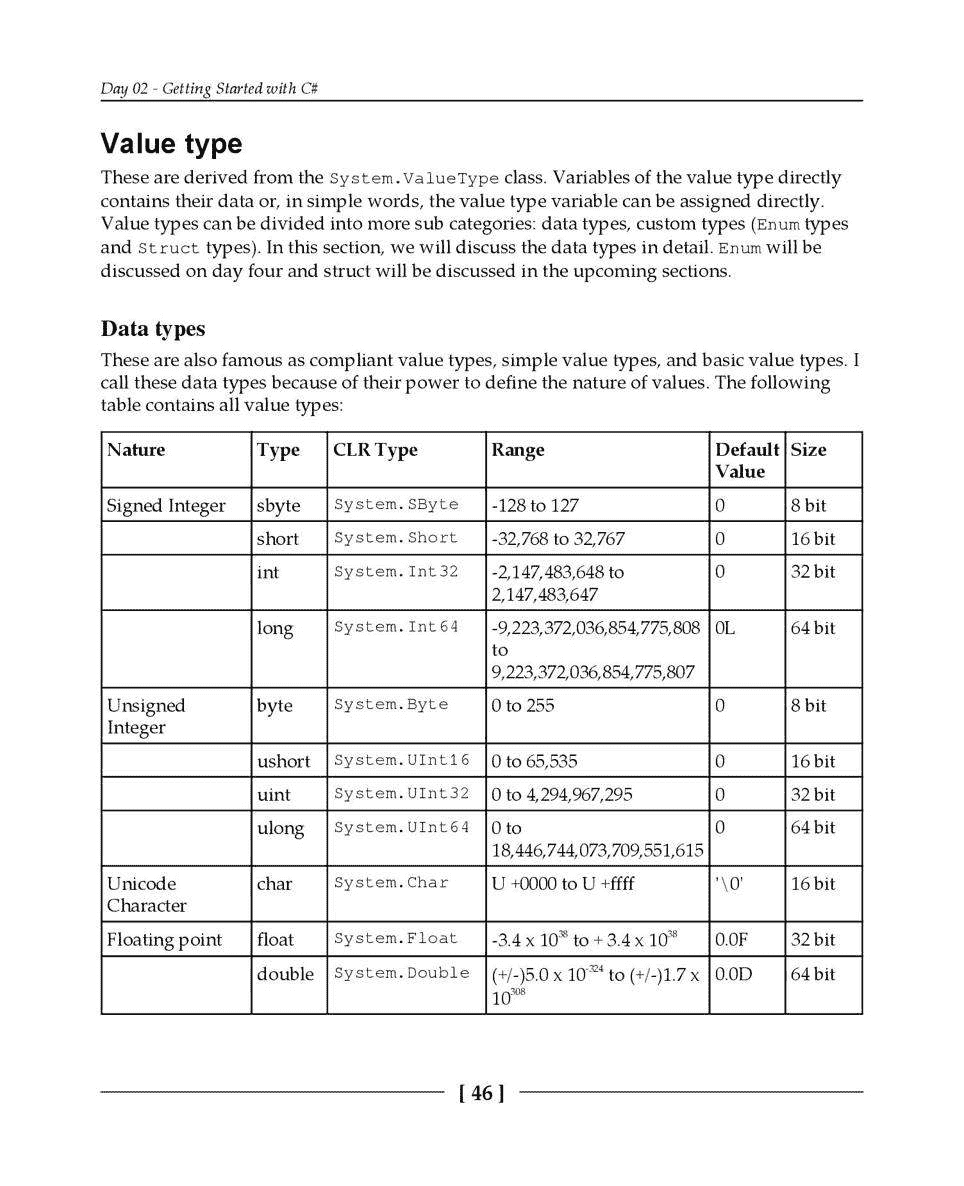 Day 02 - Getting Started with C#
Value type
These are derived from the System.ValueType class. Variables of the value type directly
contains their data or, in simple words, the value type variable can be assigned directly.
Value types can be divided into more sub categories: data types, custom types (Enum types
and Struct types). In this section, we will discuss the data types in detail. Enum will be
discussed on day four and struct will be discussed in the upcoming sections.
Data types
These are also famous as compliant value types, simple value types, and basic value types. I
call these data types because of their power to define the nature of values. The following
table contains all value types:
Nature Type CLR Type Range Default Size
Value
Signed Integer sbyte System.SByte -128 to 127 0 8 bit
short System.Short -32,768 to 32,767 0 16 bit
int System.Int32 -2,147,483,648 to 0 32 bit
2,147,483,647
long System.Int64 -9,223,372,036,854,775,808 0L 64 bit
to
9,223,372,036,854,775,807
Unsigned byte System.Byte 0 to 255 0 8 bit
Integer
ushort System.UInt16 0 to 65,535 0 16 bit
uint System.UInt32 0 to 4,294,967,295 0 32 bit
ulong System.UInt64 0 to 0 64 bit
18,446,744,073,709,551,615
Unicode char System.Char U +0000 to U +ffff '\0' 16 bit
Character
Floating point float System.Float -3.4 x 10³⁸ to + 3.4 x 10³⁸ 0.0F 32 bit
double System.Double (+/-)5.0 x 10⁻³²⁴ to (+/-)1.7 x 0.0D 64 bit
10³⁰⁸
[ 46 ]